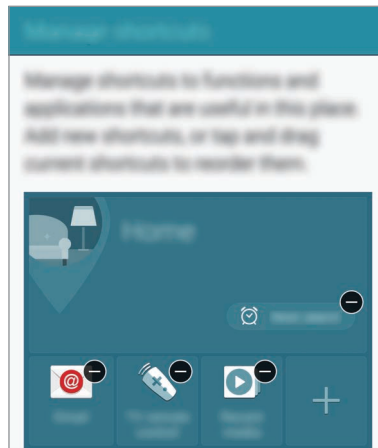 Manage shortcuts
Manage shortcuts to functions and
applications that are useful in this place.
Add new shortcuts, or tap and drag
current shortcuts to reorder them.
Home
@
Email